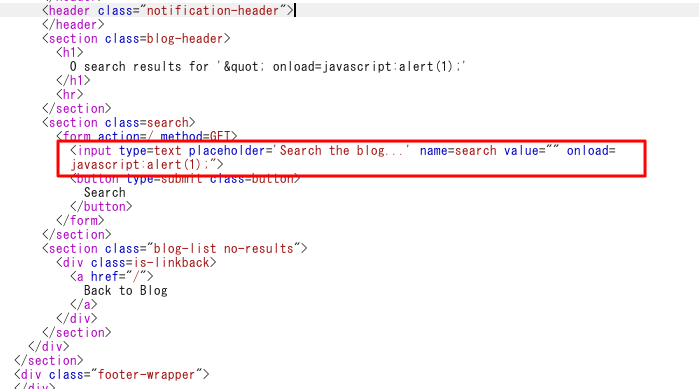 <header class="notification-header">
</header>
<section class=blog-header>
<h1>
0 search results for '&quot; onload=javascript:alert(1);'
</h1>
<hr>
</section>
<section class=search>
<form action=/ method=GET>
<input type=text placeholder='Search the blog...' name=search value="" onload=
javascript:alert(1);">
<button type=submit class=button>
Search
</button>
</form>
</section>
<section class="blog-list no-results">
<div class=is-linkback>
<a href="/">
Back to Blog
</a>
</div>
</section>
</div>
</section>
<div class="footer-wrapper">
</div>